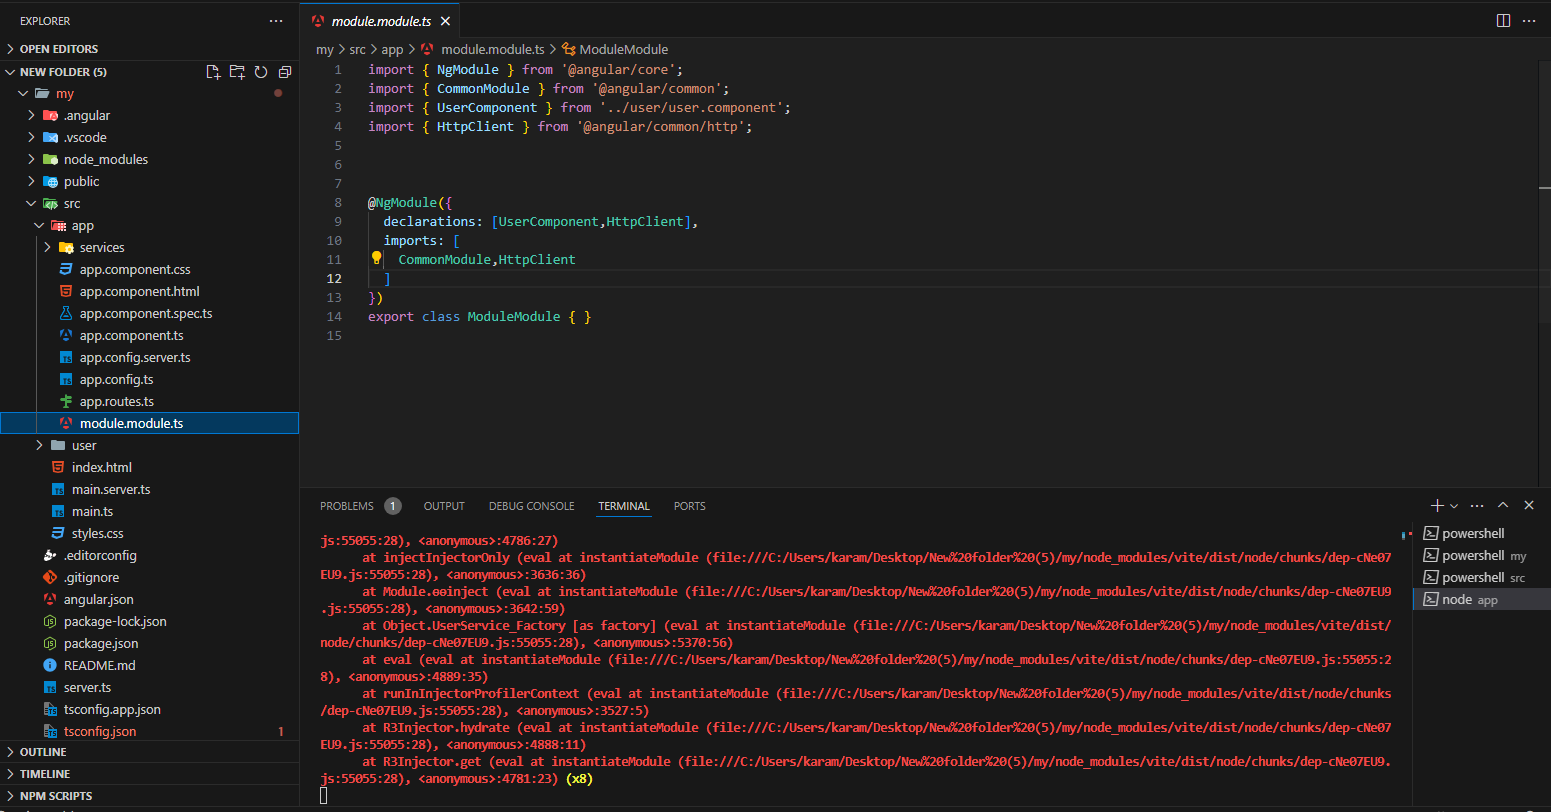 EXPLORER
OPEN EDITORS
NEW FOLDER (5)
my
.angular
.vscode
node_modules
public
src
app
services
app.component.css
app.component.html
app.component.spec.ts
app.component.ts
app.config.server.ts
app.config.ts
app.routes.ts
module.module.ts
user
index.html
main.server.ts
main.ts
styles.css
.editorconfig
.gitignore
angular.json
package-lock.json
package.json
README.md
server.ts
tsconfig.app.json
tsconfig.json 1
OUTLINE
TIMELINE
NPM SCRIPTS
module.module.ts
my > src > app > module.module.ts > ModuleModule
1 import { NgModule } from '@angular/core';
2 import { CommonModule } from '@angular/common';
3 import { UserComponent } from '../user/user.component';
4 import { HttpClient } from '@angular/common/http';
5
6
7
8 @NgModule({
9 declarations: [UserComponent,HttpClient],
10 imports: [
11 CommonModule,HttpClient
12 ]
13 })
14 export class ModuleModule { }
15
PROBLEMS 1 OUTPUT DEBUG CONSOLE TERMINAL PORTS
js:55055:28), <anonymous>:4786:27)
at injectInjectorOnly (eval at instantiateModule (file:///C:/Users/karam/Desktop/New%20folder%20(5)/my/node_modules/vite/dist/node/chunks/dep-cNe07
EU9.js:55055:28), <anonymous>:3636:36)
at Module.ɵɵinject (eval at instantiateModule (file:///C:/Users/karam/Desktop/New%20folder%20(5)/my/node_modules/vite/dist/node/chunks/dep-cNe07EU9
.js:55055:28), <anonymous>:3642:59)
at Object.UserService_Factory [as factory] (eval at instantiateModule (file:///C:/Users/karam/Desktop/New%20folder%20(5)/my/node_modules/vite/dist/
node/chunks/dep-cNe07EU9.js:55055:28), <anonymous>:5370:56)
at eval (eval at instantiateModule (file:///C:/Users/karam/Desktop/New%20folder%20(5)/my/node_modules/vite/dist/node/chunks/dep-cNe07EU9.js:55055:2
8), <anonymous>:4889:35)
at runInInjectorProfilerContext (eval at instantiateModule (file:///C:/Users/karam/Desktop/New%20folder%20(5)/my/node_modules/vite/dist/node/chunks
/dep-cNe07EU9.js:55055:28), <anonymous>:3527:5)
at R3Injector.hydrate (eval at instantiateModule (file:///C:/Users/karam/Desktop/New%20folder%20(5)/my/node_modules/vite/dist/node/chunks/dep-cNe07
EU9.js:55055:28), <anonymous>:4888:11)
at R3Injector.get (eval at instantiateModule (file:///C:/Users/karam/Desktop/New%20folder%20(5)/my/node_modules/vite/dist/node/chunks/dep-cNe07EU9.
js:55055:28), <anonymous>:4781:23) (x8)
powershell
powershell my
powershell src
node app